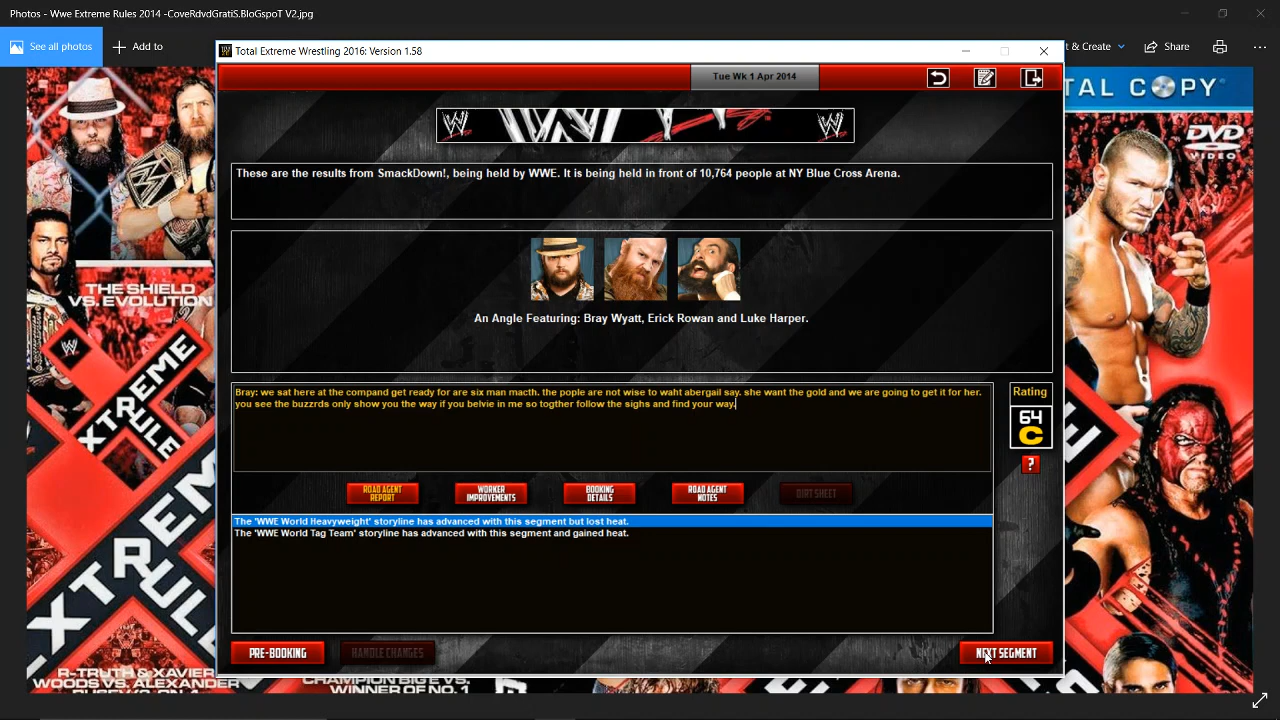 Photos - Wwe Extreme Rules 2014 -CoveRdvdGratiS.BloGspoT V2.jpg
See all photos
Add to
t & Create
Share
Total Extreme Wrestling 2016: Version 1.58
Tue Wk 1 Apr 2014
TAL COPY
DVD
VIDEO
These are the results from SmackDown!, being held by WWE. It is being held in front of 10,764 people at NY Blue Cross Arena.
THE SHIELD
VS. EVOLUTION
An Angle Featuring: Bray Wyatt, Erick Rowan and Luke Harper.
EXTREME
RULE
Bray: we sat here at the compand get ready for are six man macth. the pople are not wise to waht abergail say. she want the gold and we are going to get it for her.
you see the buzzrds only show you the way if you belvie in me so togther follow the sighs and find your way.
Rating
64
C
?
ROAD AGENT
REPORT
WORKER
IMPROVEMENTS
BOOKING
DETAILS
ROAD AGENT
NOTES
DIRT SHEET
The 'WWE World Heavyweight' storyline has advanced with this segment but lost heat.
The 'WWE World Tag Team' storyline has advanced with this segment and gained heat.
PRE-BOOKING
HANDLE CHANGES
NEXT SEGMENT
R-TRUTH & XAVIER
WOODS VS. ALEXANDER
CHAMPION BIG E VS.
WINNER OF NO. 1